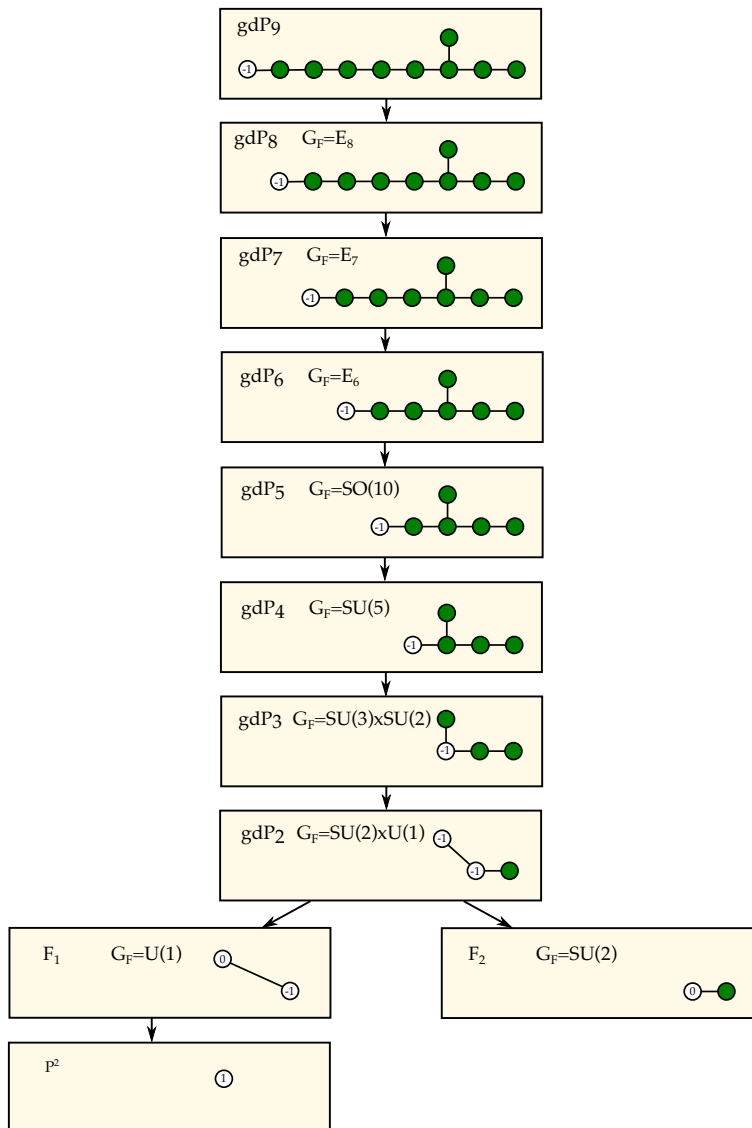 gdP9
-1
gdP8 G_F=E_8
-1
gdP7 G_F=E_7
-1
gdP6 G_F=E_6
-1
gdP5 G_F=SO(10)
-1
gdP4 G_F=SU(5)
-1
gdP3 G_F=SU(3)xSU(2)
-1
gdP2 G_F=SU(2)xU(1)
-1
-1
F_1 G_F=U(1)
0
-1
F_2 G_F=SU(2)
0
P²
1